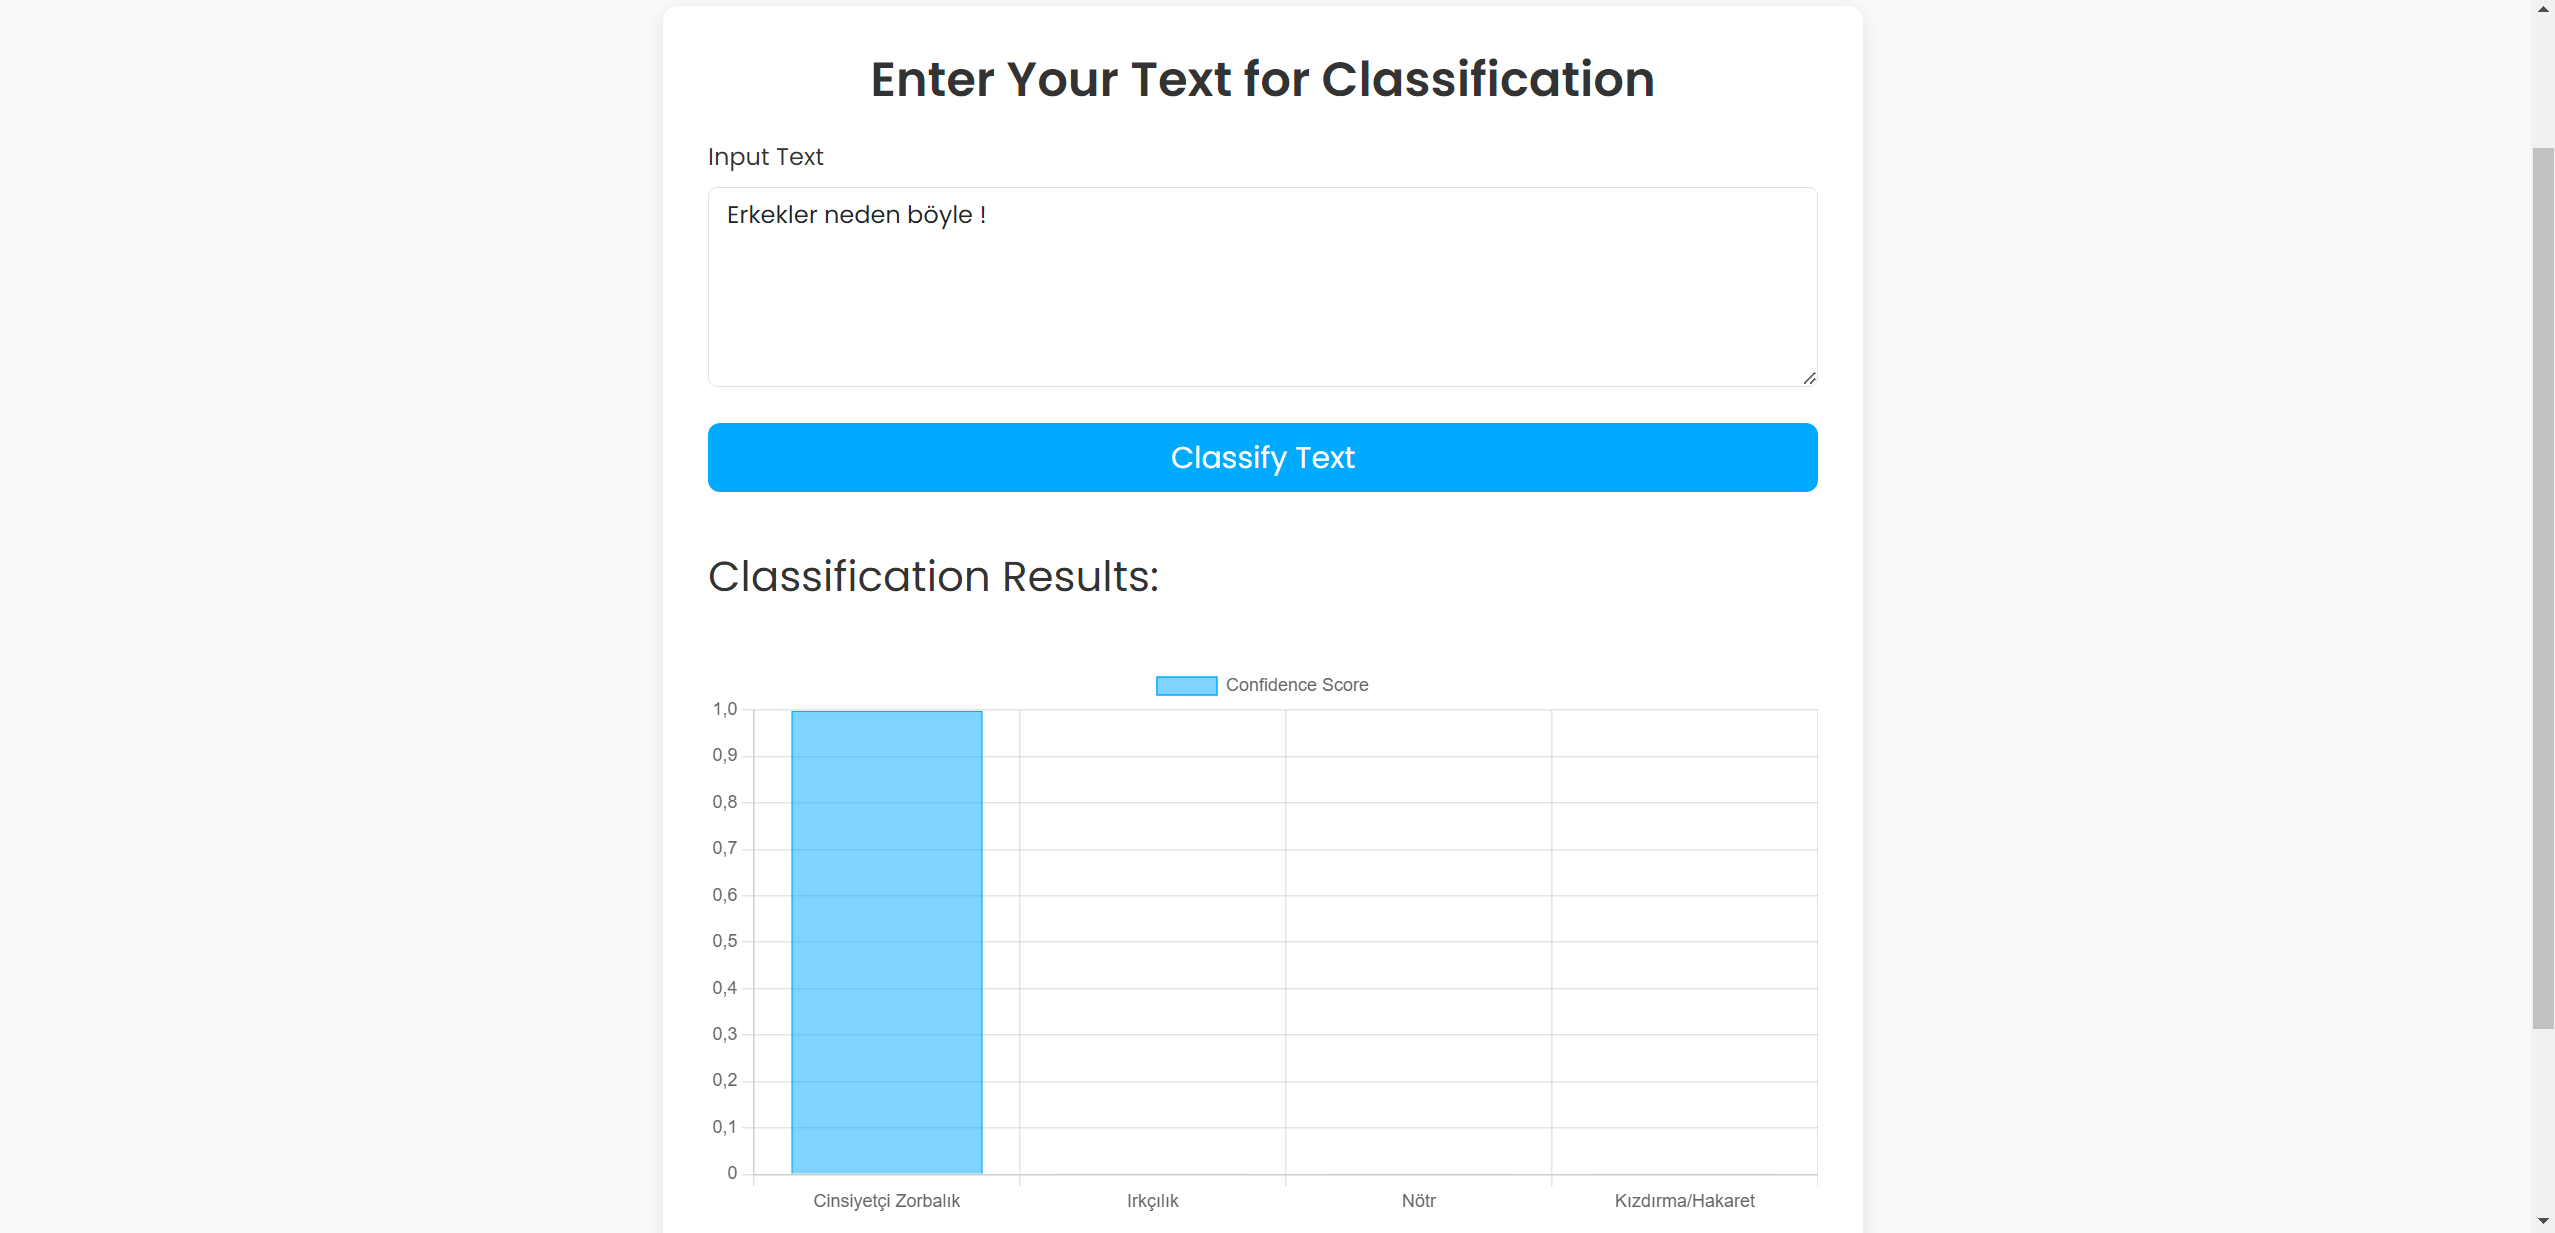 Enter Your Text for Classification
Input Text
Erkekler neden böyle !
Classify Text
Classification Results:
Confidence Score
1,0
0,9
0,8
0,7
0,6
0,5
0,4
0,3
0,2
0,1
0
Cinsiyetçi Zorbalık Irkçılık Nötr Kızdırma/Hakaret